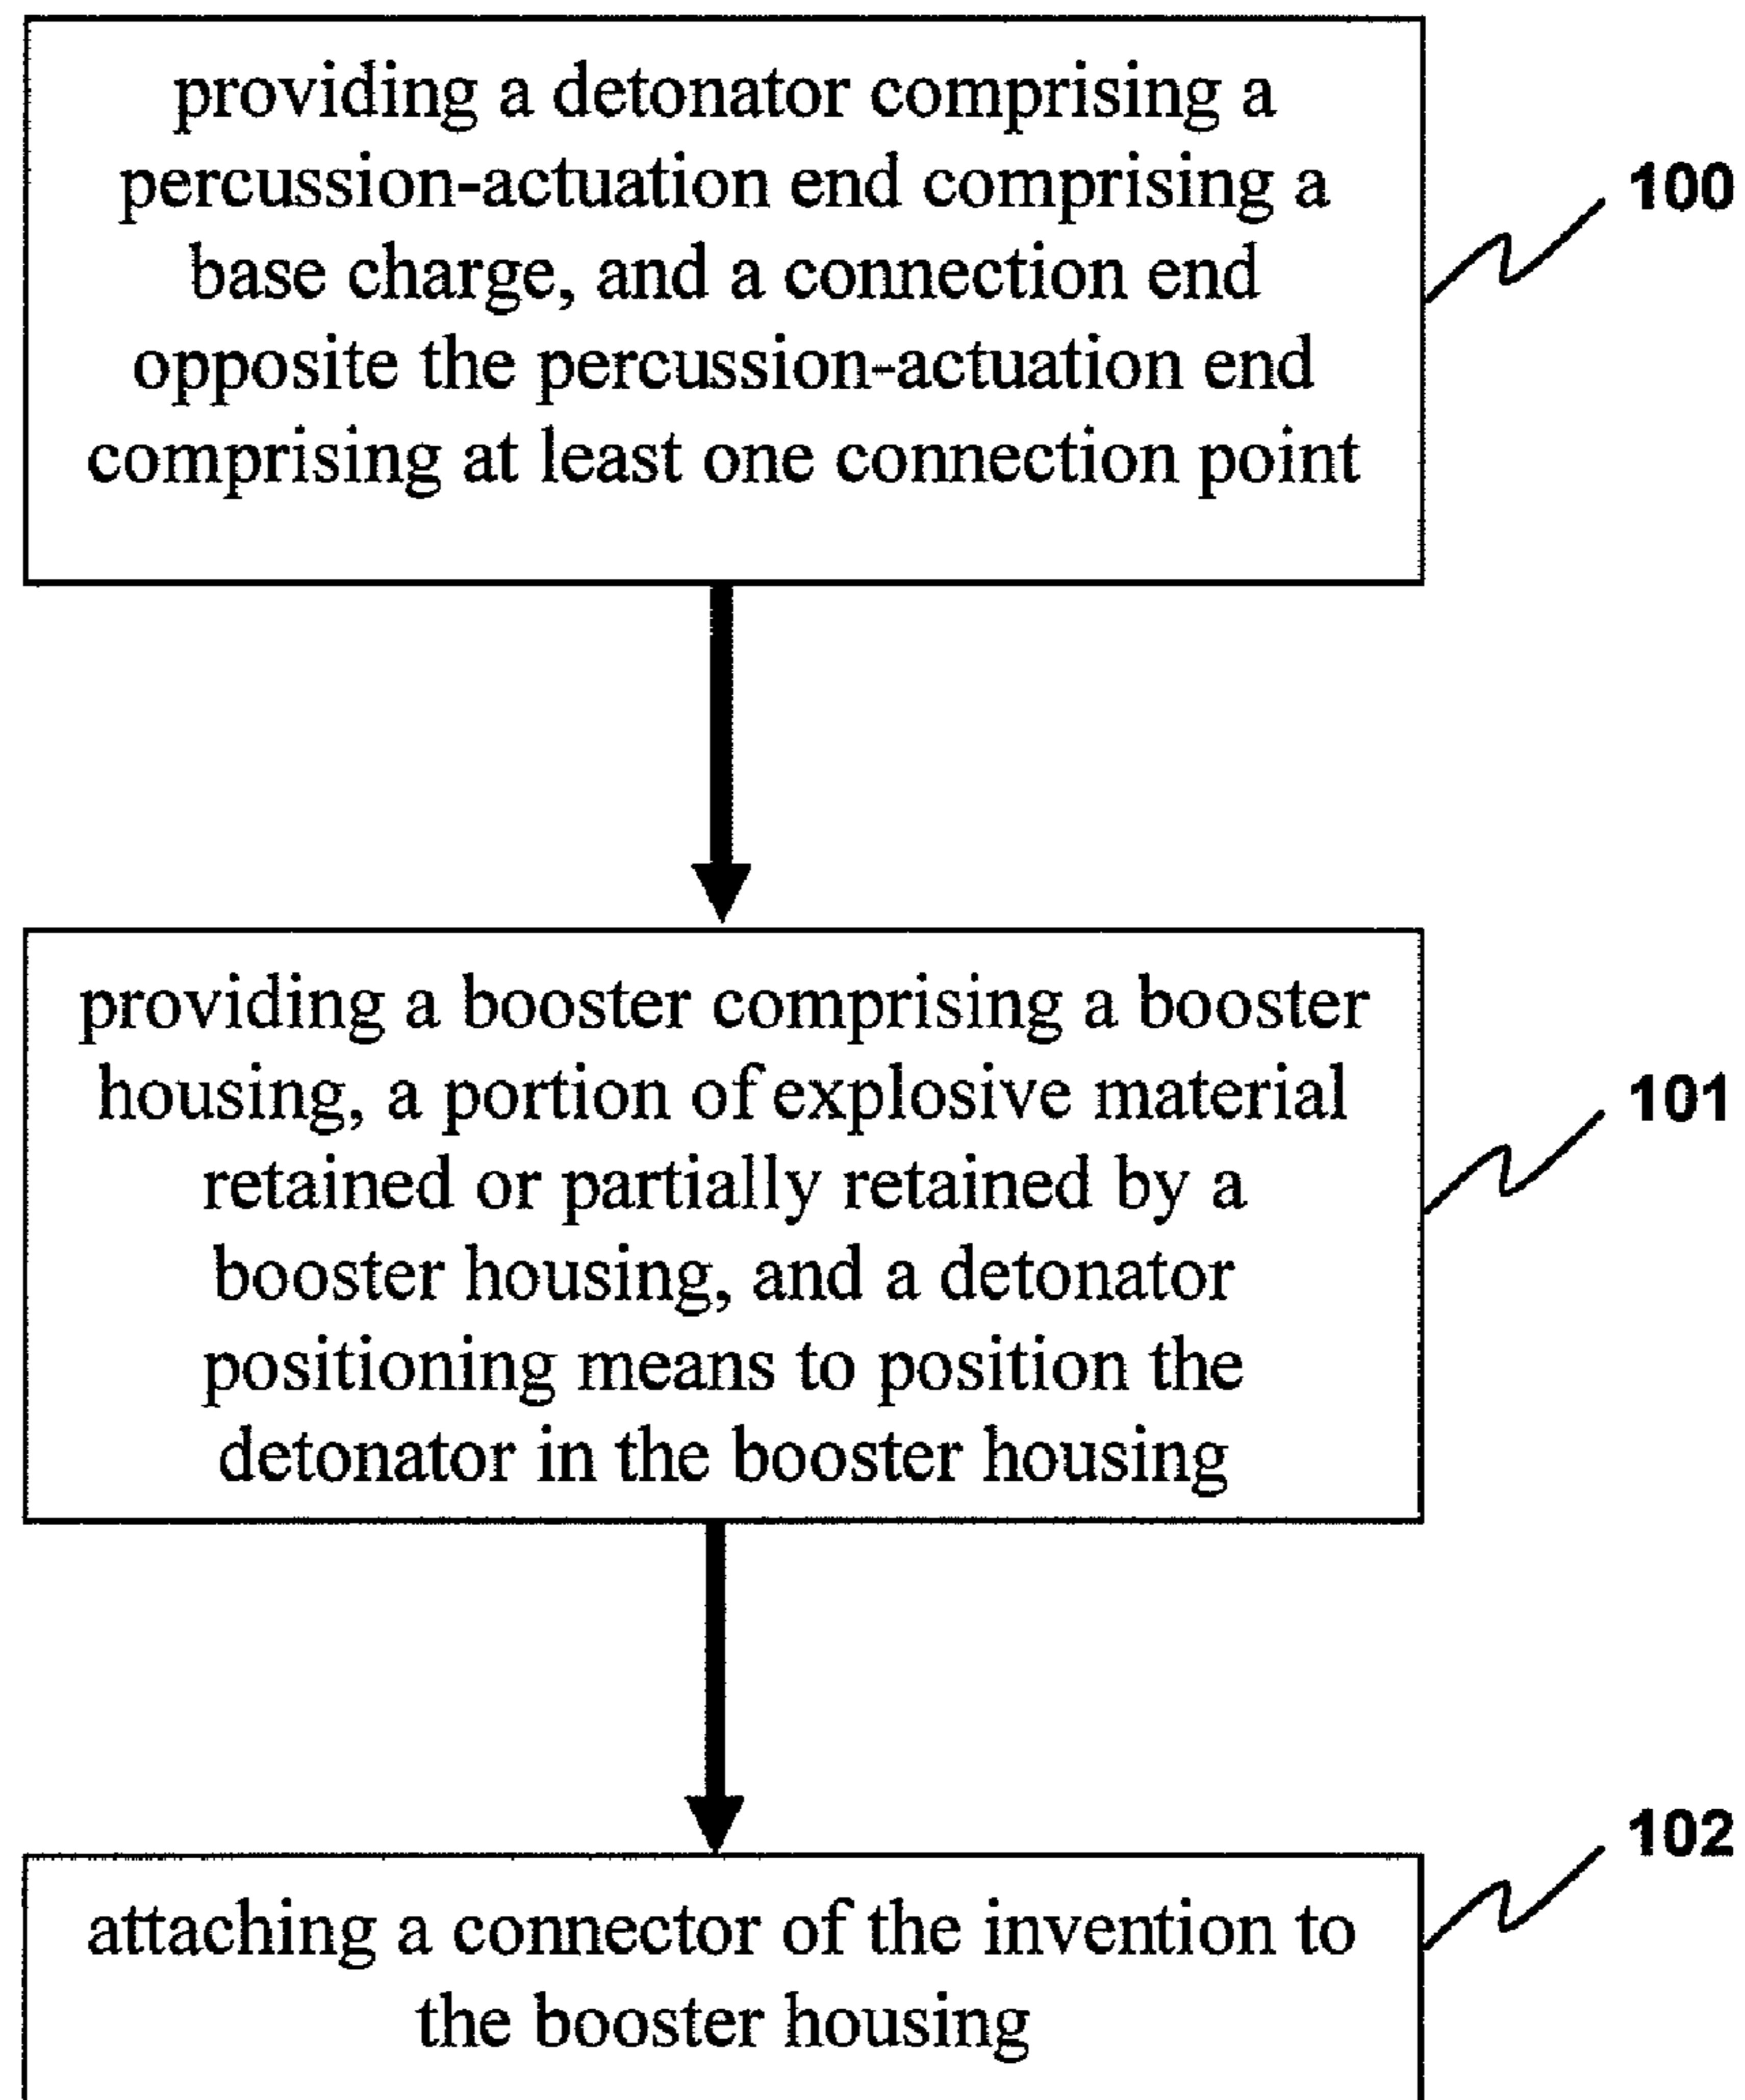 providing a detonator comprising a
percussion-actuation end comprising a
base charge, and a connection end
opposite the percussion-actuation end
comprising at least one connection point
100
providing a booster comprising a booster
housing, a portion of explosive material
retained or partially retained by a
booster housing, and a detonator
positioning means to position the
detonator in the booster housing
101
attaching a connector of the invention to
the booster housing
102